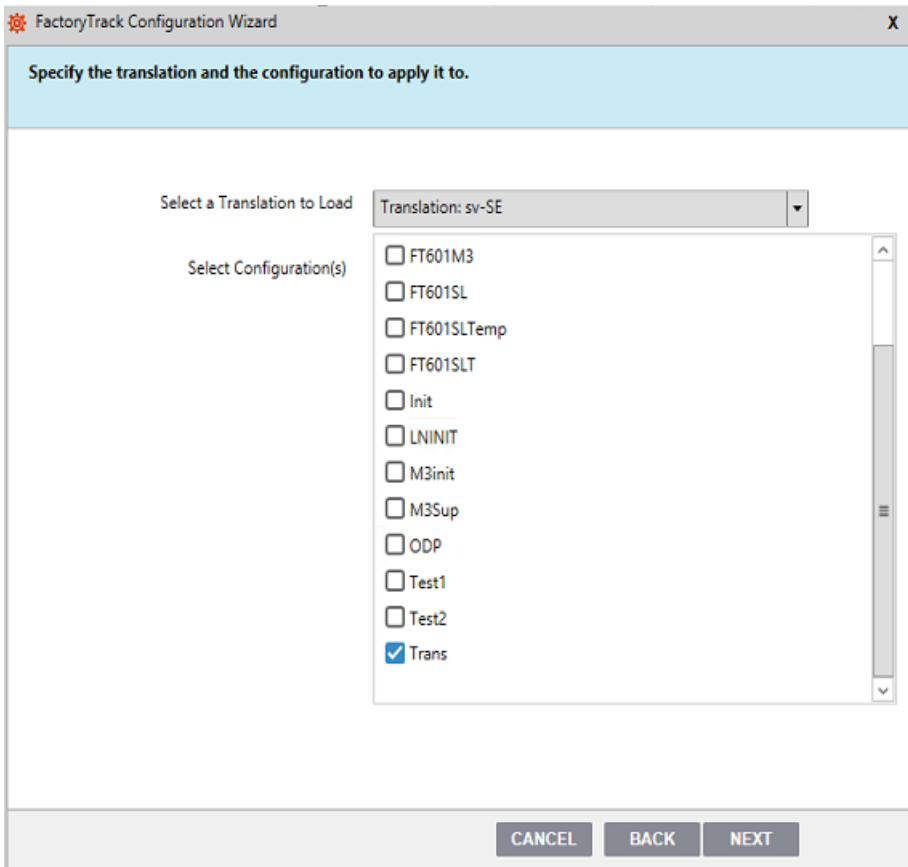 FactoryTrack Configuration Wizard X
Specify the translation and the configuration to apply it to.
Select a Translation to Load Translation: sv-SE
Select Configuration(s)
FT601M3
FT601SL
FT601SLTemp
FT601SLT
Init
LNINIT
M3init
M3Sup
ODP
Test1
Test2
Trans
CANCEL BACK NEXT